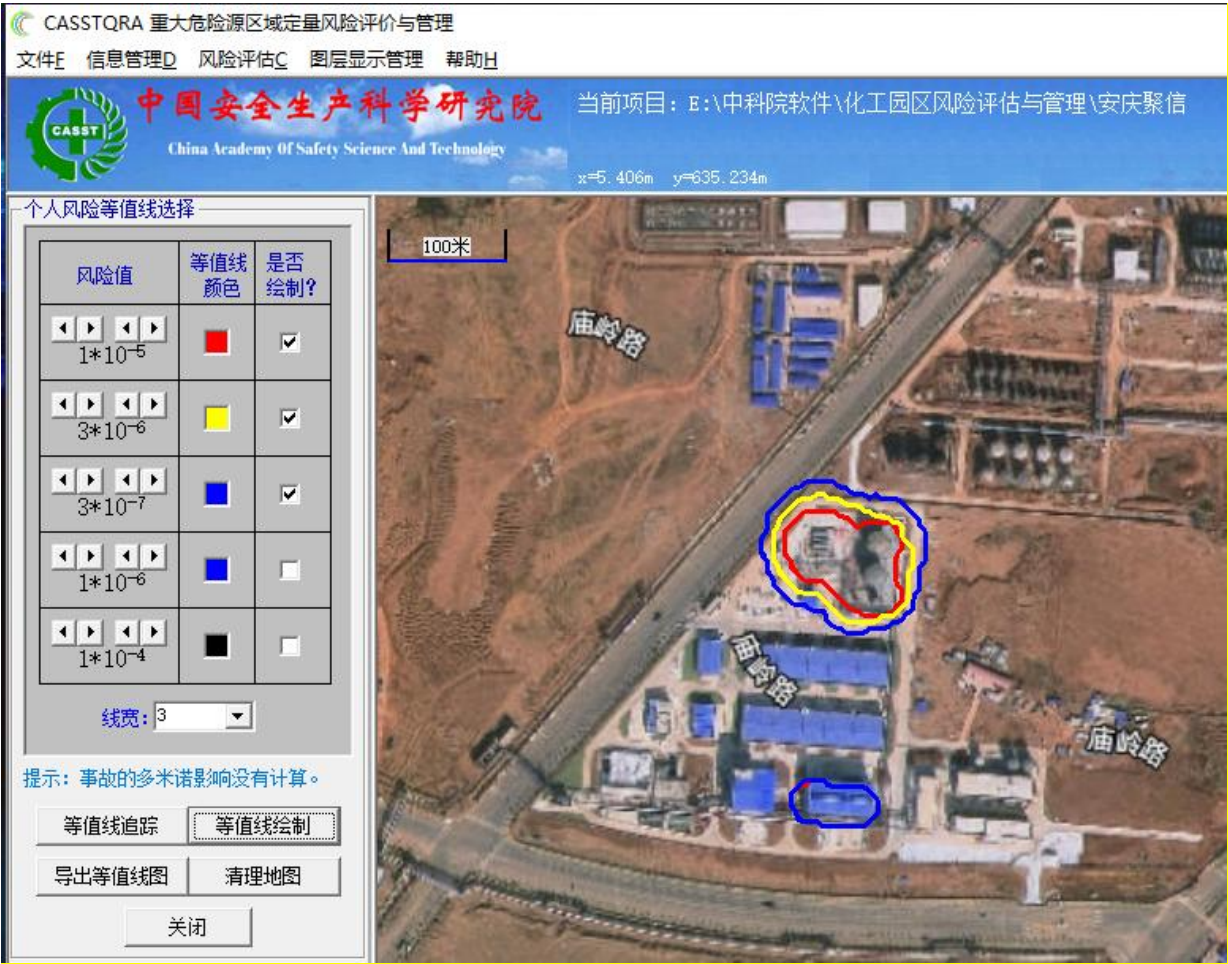 CASSTQRA 重大危险源区域定量风险评价与管理
文件F 信息管理D 风险评估C 图层显示管理 帮助H
CASST
中国安全生产科学研究院
China Academy Of Safety Science And Technology
当前项目：E:\中科院软件\化工园区风险评估与管理\安庆聚信
x=5.406m y=635.234m
个人风险等值线选择
风险值 等值线颜色 是否绘制?
1*10-5
3*10-6
3*10-7
1*10-6
1*10-4
线宽: 3
提示: 事故的多米诺影响没有计算。
等值线追踪 等值线绘制
导出等值线图 清理地图
关闭
100米
庙岭路
庙岭路
庙岭路